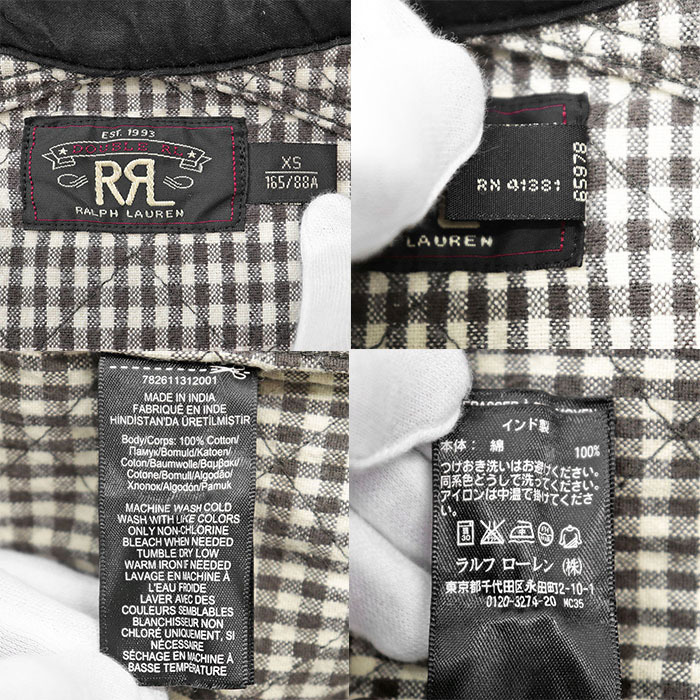 EST. 1993
DOUBLE RL
RRL
RALPH LAUREN
XS
165/88A
RN 41381
65978
LAUREN
782611312001
MADE IN INDIA
FABRIQUÉ EN INDE
HİNDİSTAN'DA ÜRETİLMİŞTİR
Body/Corps: 100% Cotton/
Памук/Bomuld/Katoen/
Coton/Baumwolle/Βαμβάκι/
Cotone/Bomull/Algodão/
Хлопок/Algodón/Pamuk
MACHINE WASH COLD
WASH WITH LIKE COLORS
ONLY NON-CHLORINE
BLEACH WHEN NEEDED
TUMBLE DRY LOW
WARM IRON IF NEEDED
LAVAGE EN MACHINE À
L'EAU FROIDE
LAVER AVEC DES
COULEURS SEMBLABLES
BLANCHISSEUR NON
CHLORÉ UNIQUEMENT, SI
NÉCESSAIRE
SÉCHAGE EN MACHINE À
BASSE TEMPÉRATURE
インド製
本体: 綿 100%
つけおき洗いはお避けください。
同系色どうしで洗ってください。
アイロンは中温で掛けてください。
ラルフ ローレン (株)
東京都千代田区永田町2-10-1
0120-3274-20 MC35